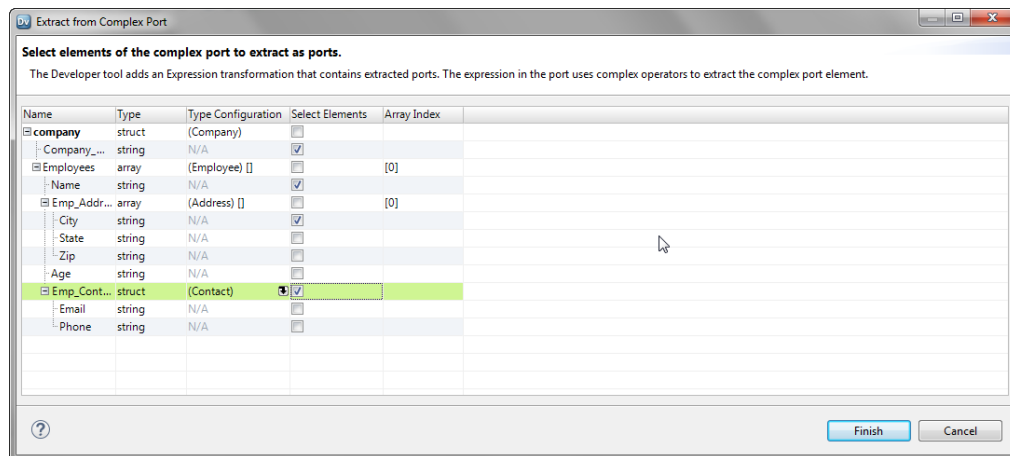 Dv Extract from Complex Port
Select elements of the complex port to extract as ports.
The Developer tool adds an Expression transformation that contains extracted ports. The expression in the port uses complex operators to extract the complex port element.
Name Type Type Configuration Select Elements Array Index
company struct (Company)
Company_... string N/A
Employees array (Employee) [] [0]
Name string N/A
Emp_Addr... array (Address) [] [0]
City string N/A
State string N/A
Zip string N/A
Age string N/A
Emp_Cont... struct (Contact)
Email string N/A
Phone string N/A
? Finish Cancel